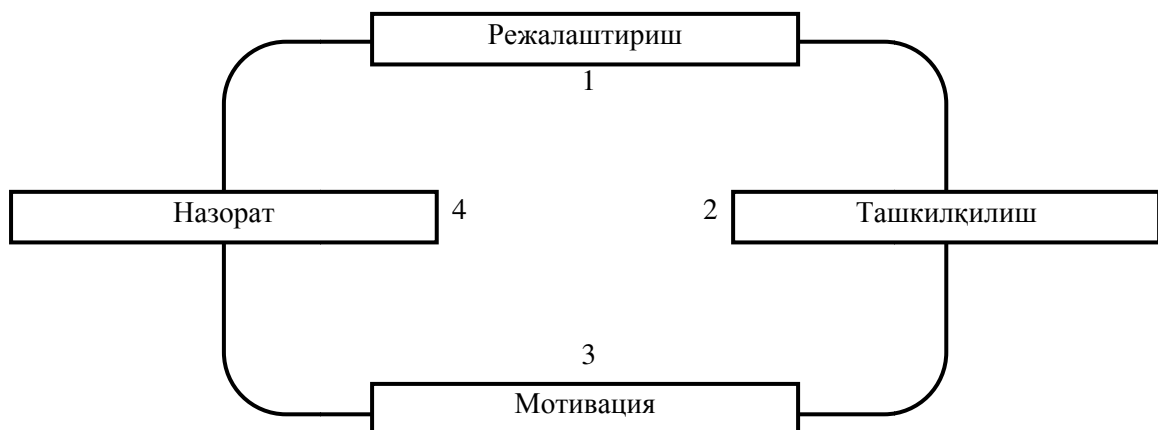 Режалаштириш
1
Назорат
4
2
Ташкилқилиш
3
Мотивация